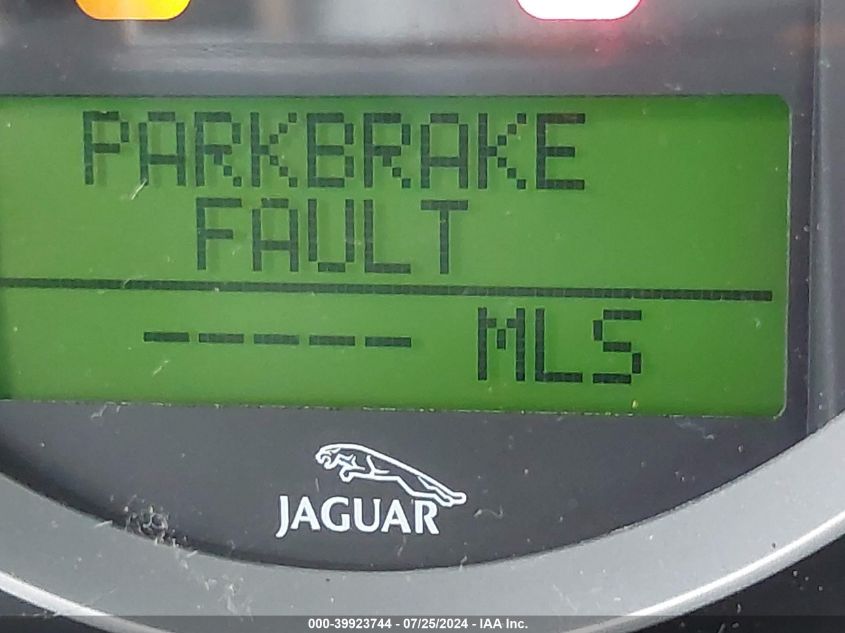 PARKBRAKE
FAULT
----- MLS
JAGUAR
000-39923744 - 07/25/2024 - IAA Inc.